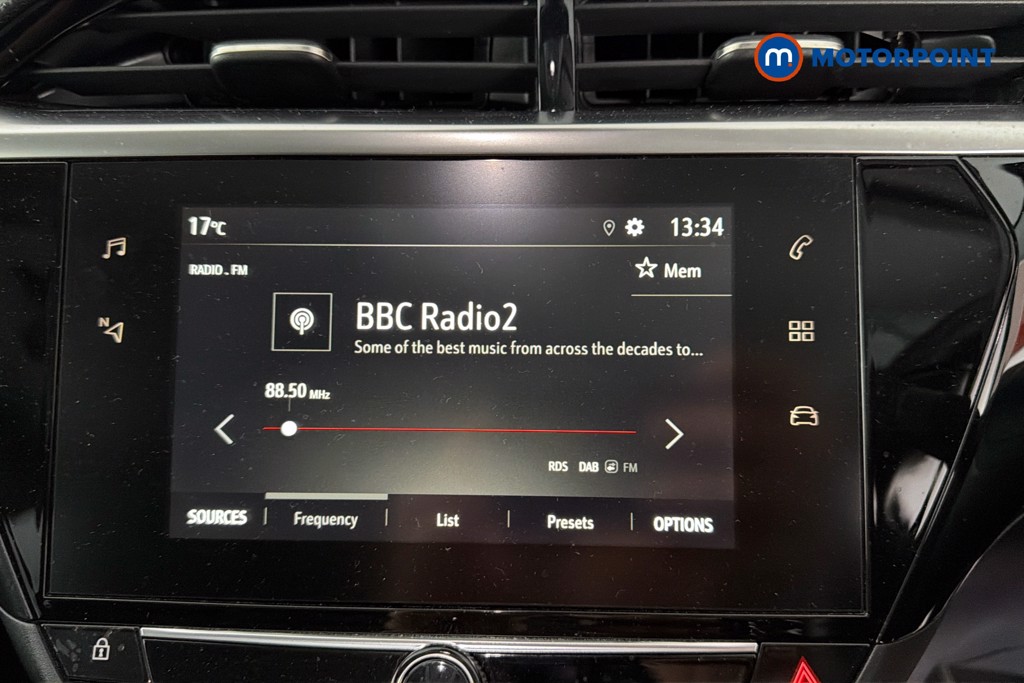 MOTORPOINT
17°C 13:34
RADIO . FM
Mem
BBC Radio2
Some of the best music from across the decades to...
88.50 MHz
RDS DAB FM
SOURCES Frequency List Presets OPTIONS
N
m